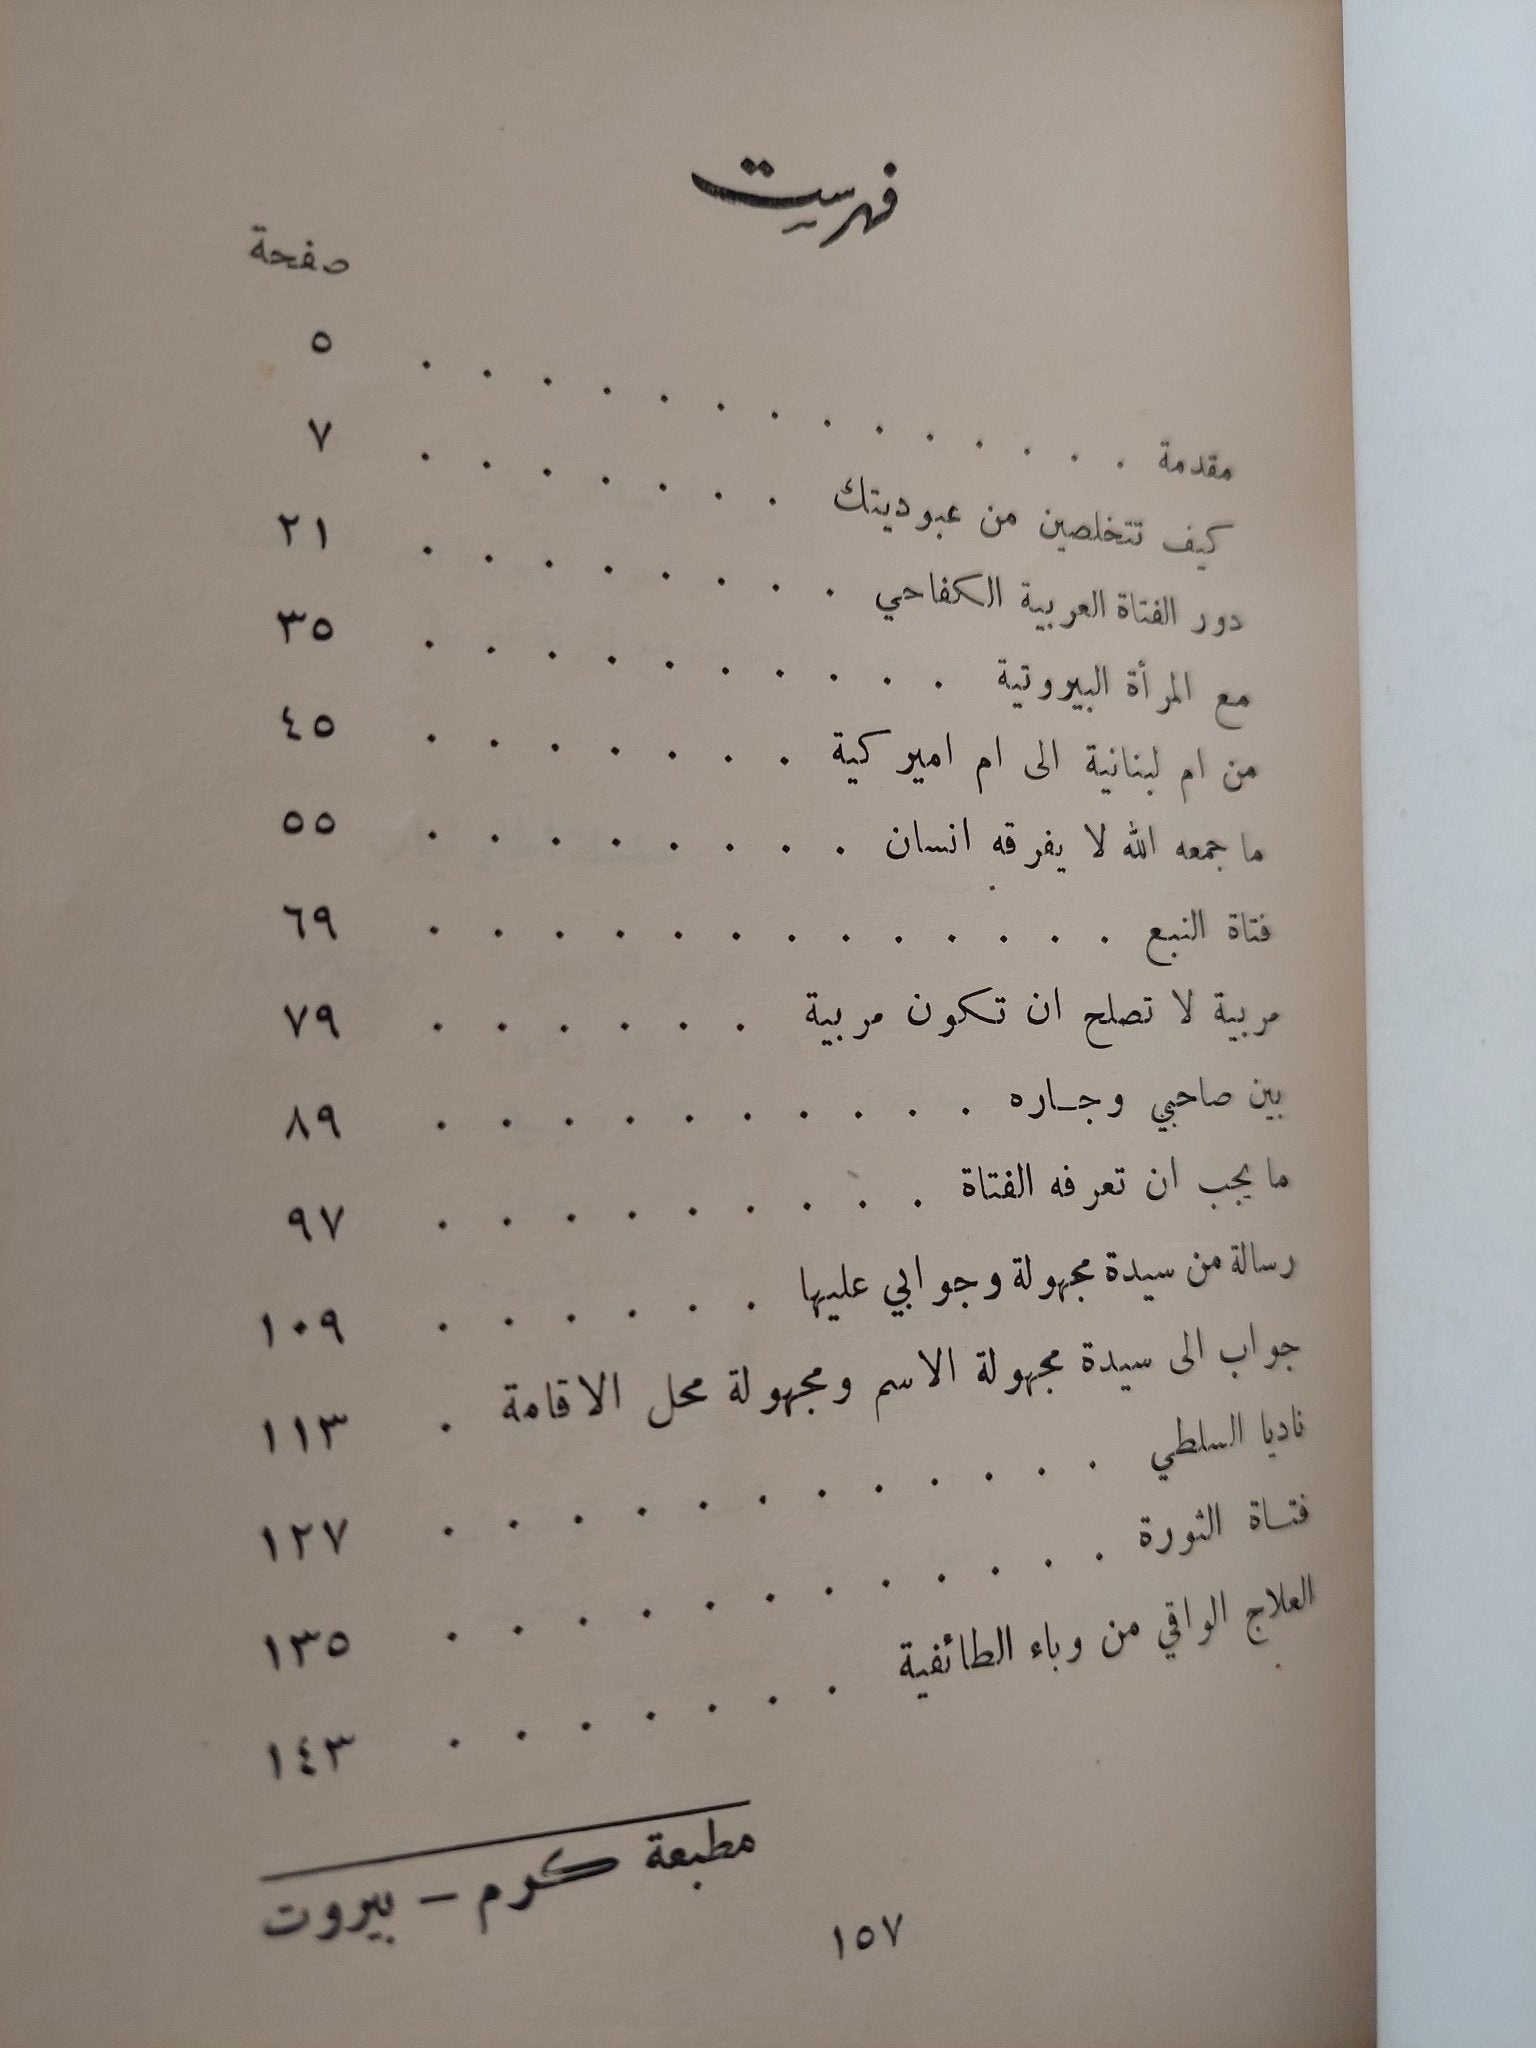 فهرست
صفحة
مقدمة . . . . . . . . . . . . . ٥
كيف تتخلصين من عبوديتك . . . . . . . ٧
دور الفتاة العربية الكفاحي . . . . . . . . ٢١
مع المرأة البيروتية . . . . . . . . . . ٣٥
من ام لبنانية الى ام اميركية . . . . . . . ٤٥
ما جمعه الله لا يفرقه انسان . . . . . . . . ٥٥
فتاة النبع . . . . . . . . . . . . . ٦٩
مربية لا تصلح ان تكون مربية . . . . . . ٧٩
بين صاحبي وجاره . . . . . . . . . . ٨٩
ما يجب ان تعرفه الفتاة . . . . . . . . . ٩٧
رسالة من سيدة مجهولة وجوابي عليها . . . . . . ١٠٩
جواب الى سيدة مجهولة الاسم ومجهولة محل الاقامة . ١١٣
ناديا السلطي . . . . . . . . . . . . ١٢٧
فتاة الثورة . . . . . . . . . . . . ١٣٥
العلاج الواقي من وباء الطائفية . . . . . . . ١٤٣
مطبعة كرم - بيروت
١٥٧